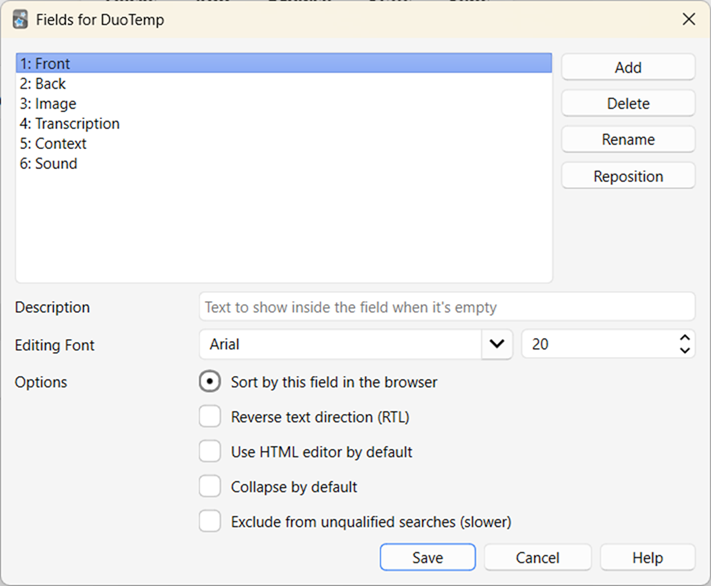 Fields for DuoTemp
1: Front
2: Back
3: Image
4: Transcription
5: Context
6: Sound
Add
Delete
Rename
Reposition
Description
Text to show inside the field when it's empty
Editing Font
Arial
20
Options
Sort by this field in the browser
Reverse text direction (RTL)
Use HTML editor by default
Collapse by default
Exclude from unqualified searches (slower)
Save
Cancel
Help